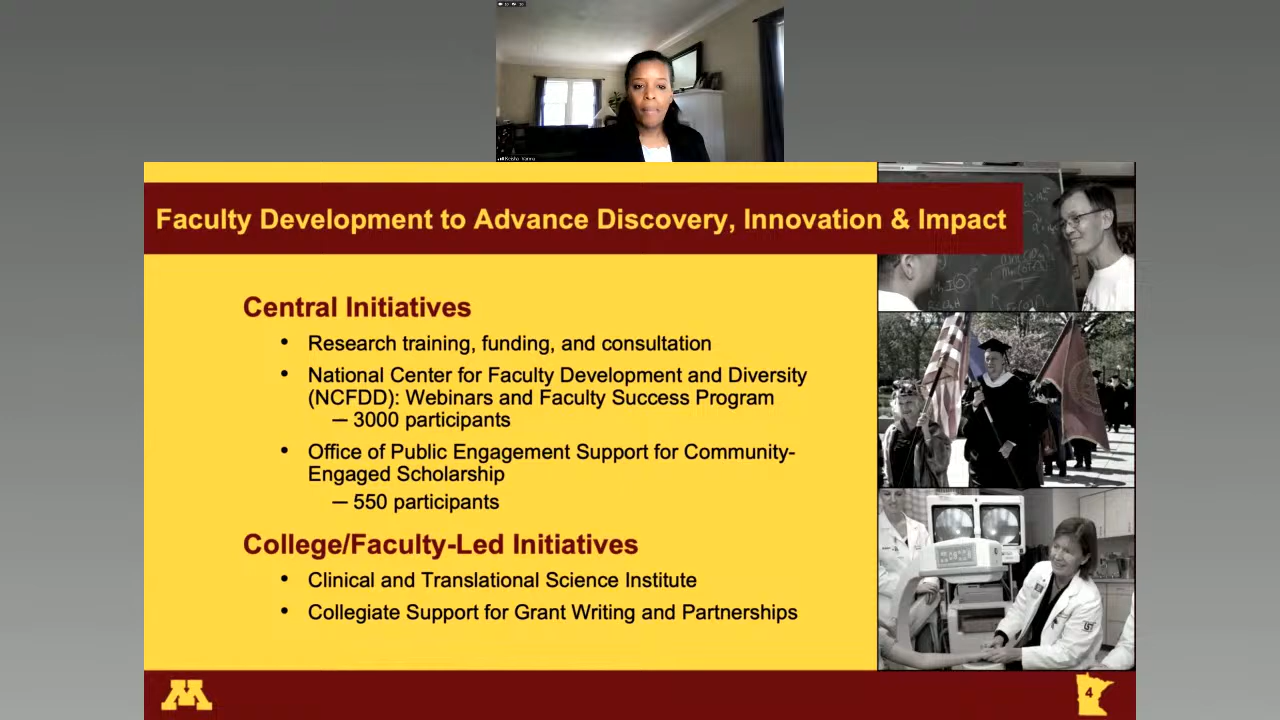 Keisha Varma
Faculty Development to Advance Discovery, Innovation & Impact
Central Initiatives
• Research training, funding, and consultation
• National Center for Faculty Development and Diversity
(NCFDD): Webinars and Faculty Success Program
— 3000 participants
• Office of Public Engagement Support for Community-
Engaged Scholarship
— 550 participants
College/Faculty-Led Initiatives
• Clinical and Translational Science Institute
• Collegiate Support for Grant Writing and Partnerships
M
4